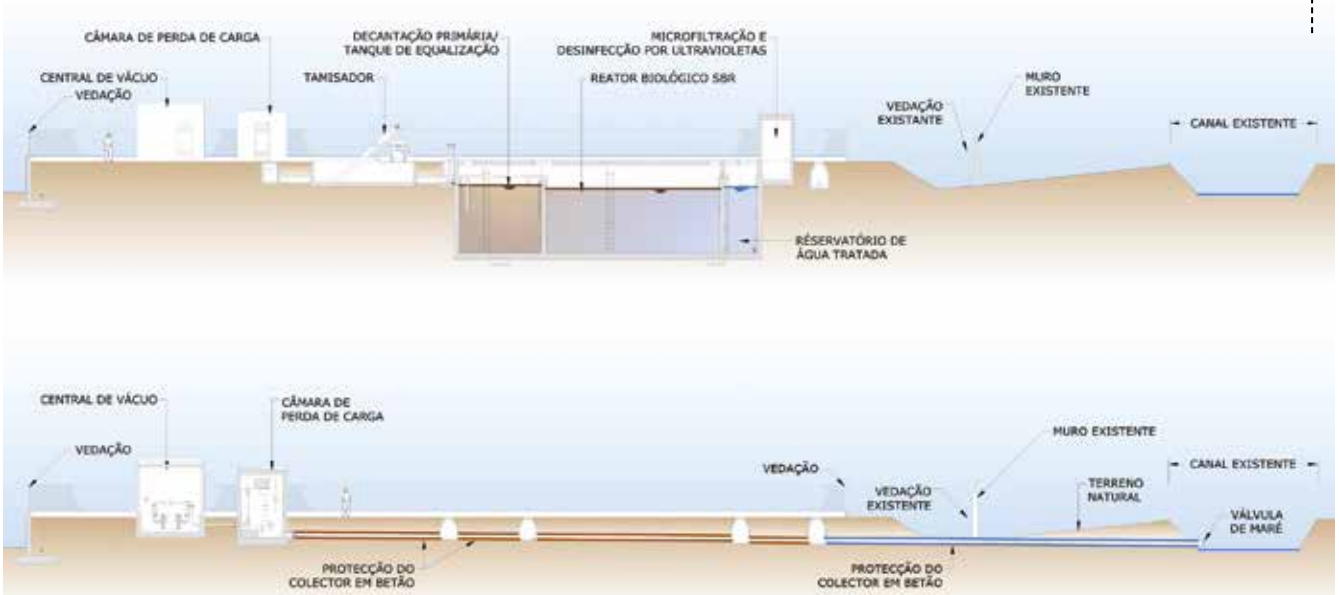 CÂMARA DE PERDA DE CARGA
DECANTAÇÃO PRIMÁRIA/
TANQUE DE EQUALIZAÇÃO
MICROFILTRAÇÃO E
DESINFECÇÃO POR ULTRAVIOLETAS
CENTRAL DE VÁCUO
VEDAÇÃO
TAMISADOR
REATOR BIOLÓGICO SBR
MURO
EXISTENTE
VEDAÇÃO
EXISTANTE
CANAL EXISTENTE
RÉSERVATÓRIO DE
ÁGUA TRATADA
CENTRAL DE VÁCUO
CÂMARA DE
PERDA DE CARGA
VEDAÇÃO
VEDAÇÃO
MURO EXISTENTE
VEDAÇÃO
EXISTENTE
TERRENO
NATURAL
CANAL EXISTENTE
VÁLVULA
DE MARÉ
PROTECÇÃO DO
COLECTOR EM BETÃO
PROTECÇÃO DO
COLECTOR EM BETÃO